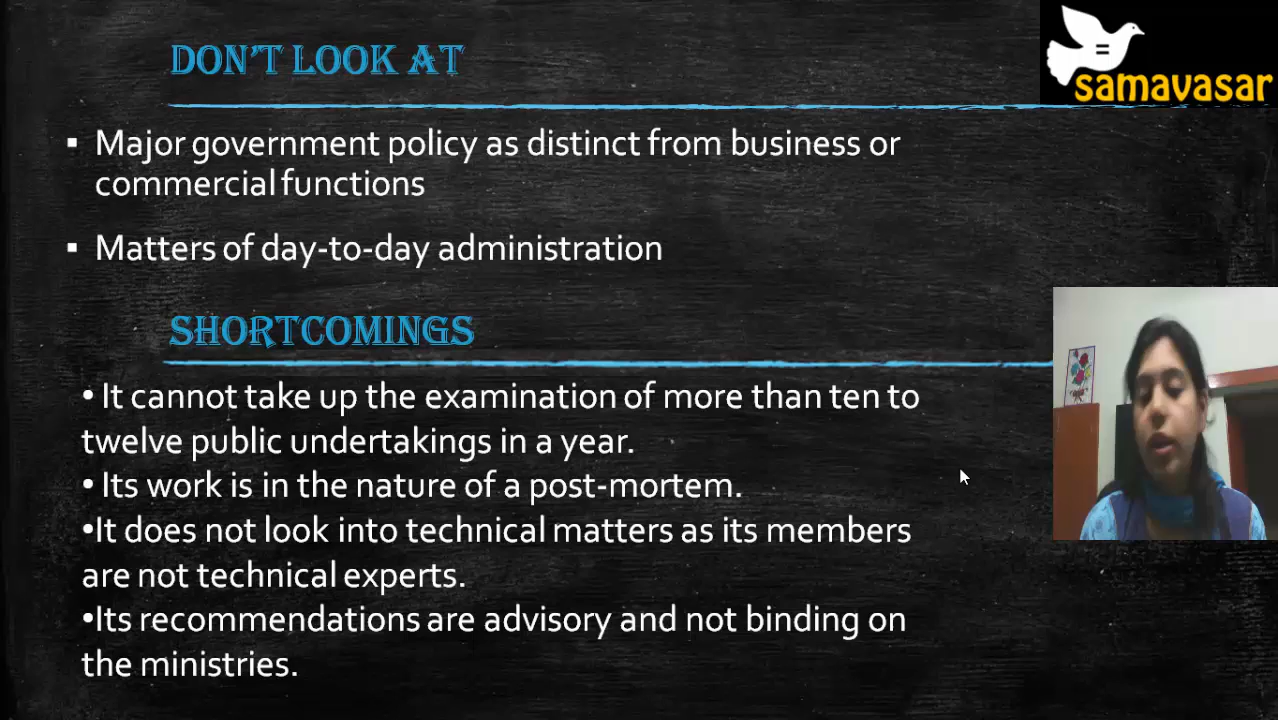 DON'T LOOK AT
=
samavasar
▪ Major government policy as distinct from business or
commercial functions
▪ Matters of day-to-day administration
SHORTCOMINGS
• It cannot take up the examination of more than ten to
twelve public undertakings in a year.
• Its work is in the nature of a post-mortem.
•It does not look into technical matters as its members
are not technical experts.
•Its recommendations are advisory and not binding on
the ministries.